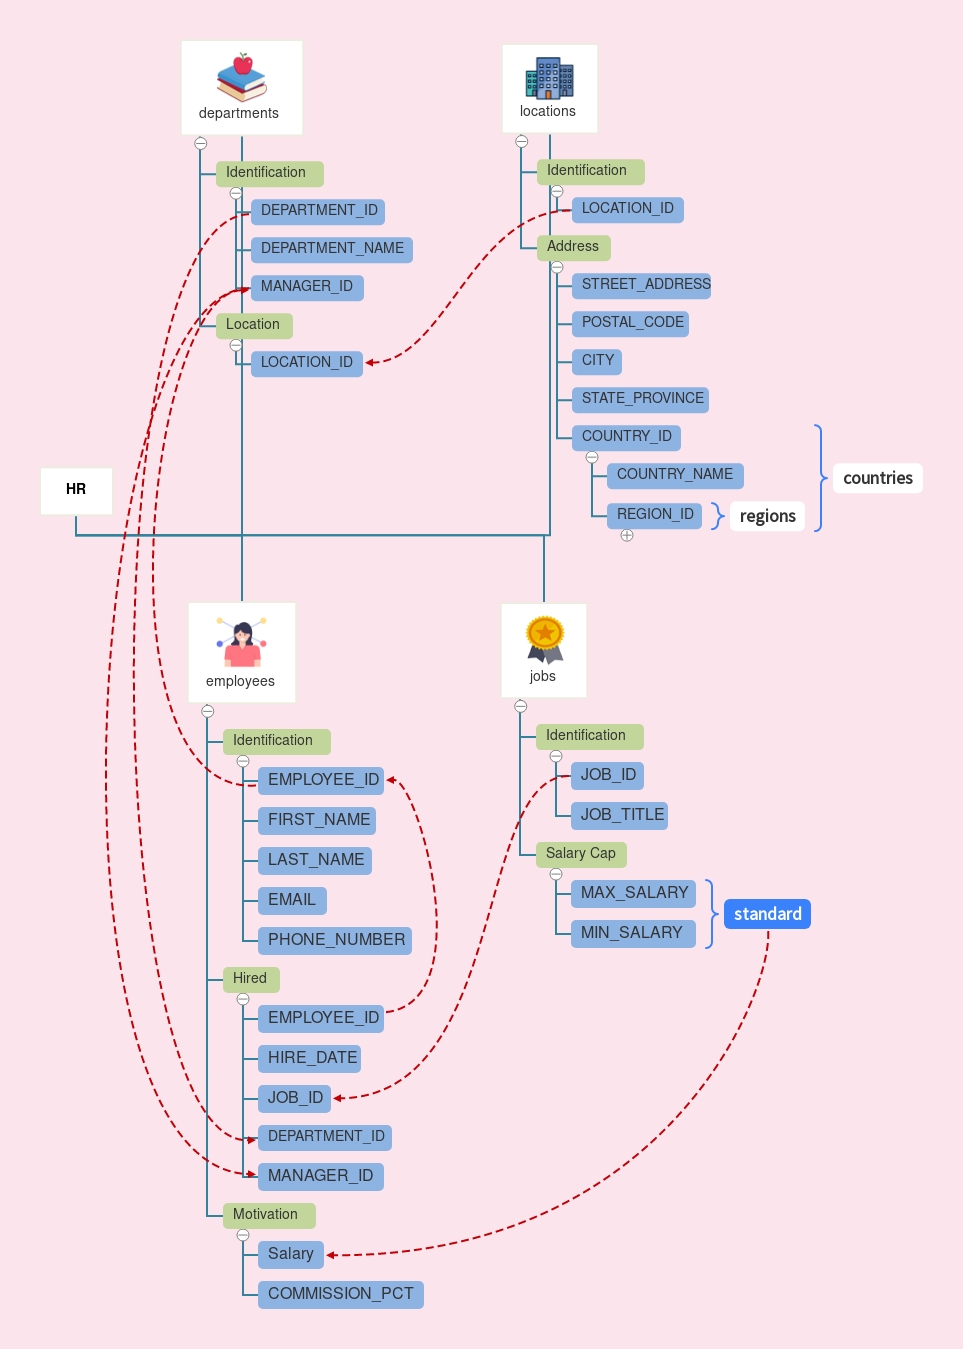 departments
Identification
DEPARTMENT_ID
DEPARTMENT_NAME
MANAGER_ID
Location
LOCATION_ID
locations
Identification
LOCATION_ID
Address
STREET_ADDRESS
POSTAL_CODE
CITY
STATE_PROVINCE
COUNTRY_ID
COUNTRY_NAME
REGION_ID
regions
countries
HR
employees
Identification
EMPLOYEE_ID
FIRST_NAME
LAST_NAME
EMAIL
PHONE_NUMBER
Hired
EMPLOYEE_ID
HIRE_DATE
JOB_ID
DEPARTMENT_ID
MANAGER_ID
Motivation
Salary
COMMISSION_PCT
jobs
Identification
JOB_ID
JOB_TITLE
Salary Cap
MAX_SALARY
MIN_SALARY
standard